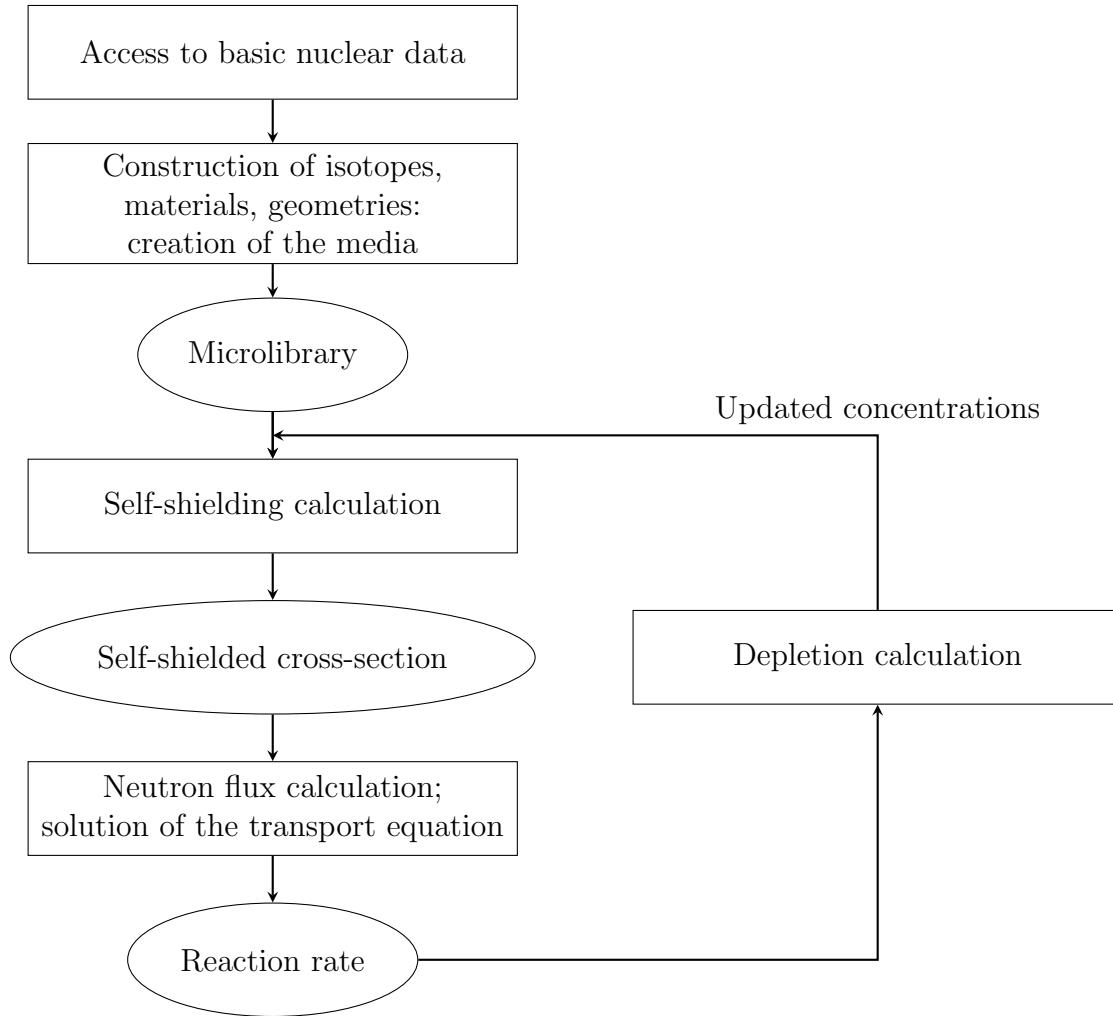 Access to basic nuclear data
Construction of isotopes,
materials, geometries:
creation of the media
Microlibrary
Updated concentrations
Self-shielding calculation
Self-shielded cross-section
Depletion calculation
Neutron flux calculation;
solution of the transport equation
Reaction rate